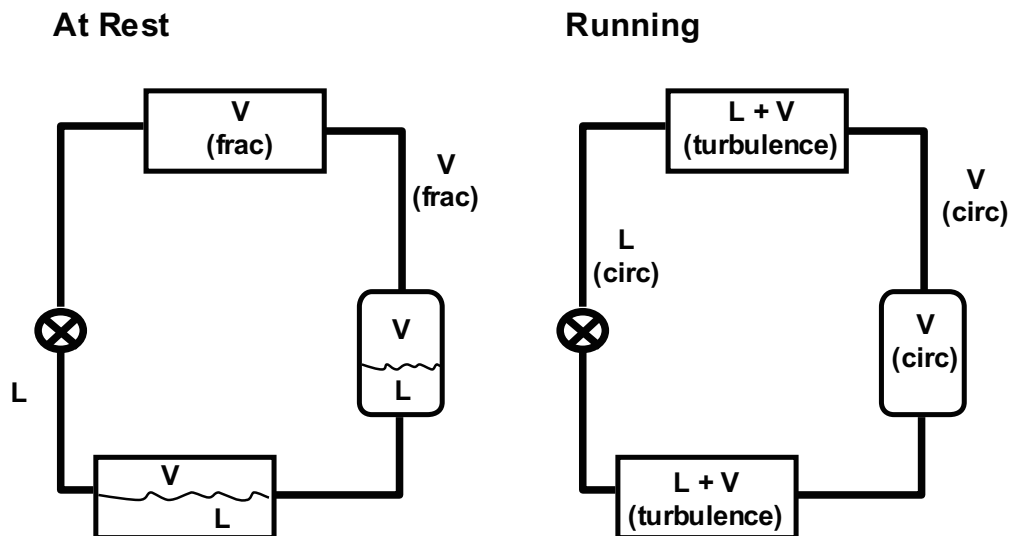 At Rest
V
(frac)
V
(frac)
V
L
L
V
L
Running
L + V
(turbulence)
V
(circ)
L
(circ)
V
(circ)
L + V
(turbulence)